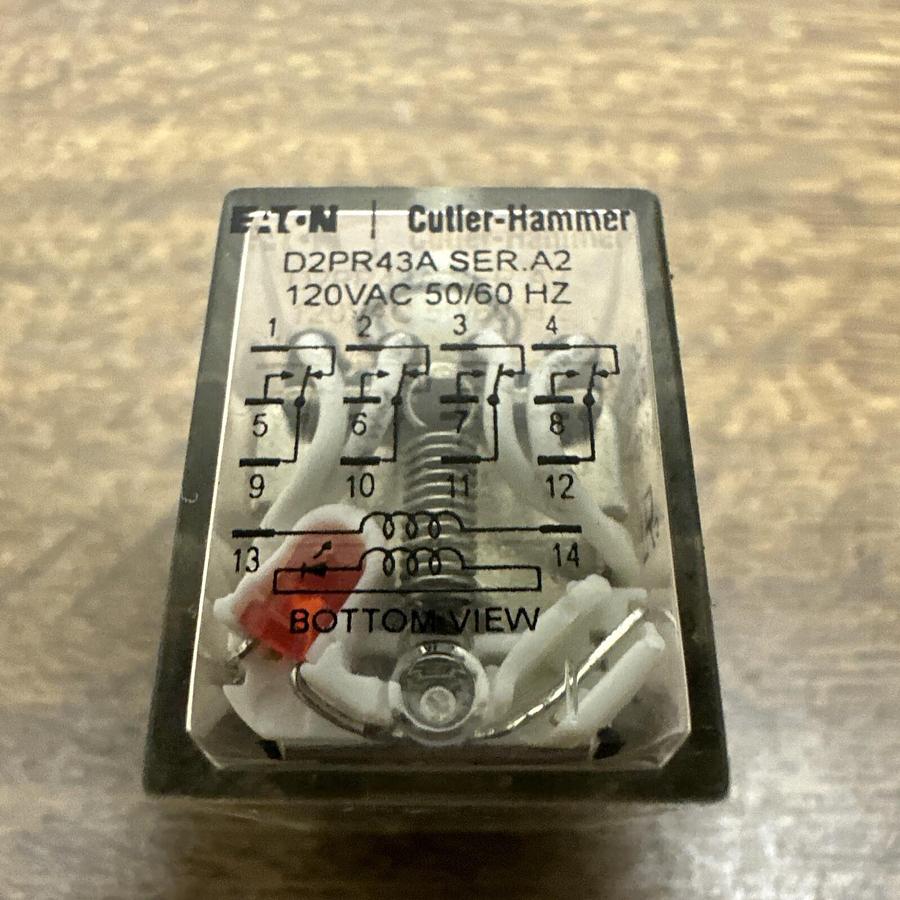 EATON | Cutler-Hammer
D2PR43A SER.A2
120VAC 50/60 HZ
1 2 3 4
5 6 7 8
9 10 11 12
13 14
BOTTOM VIEW